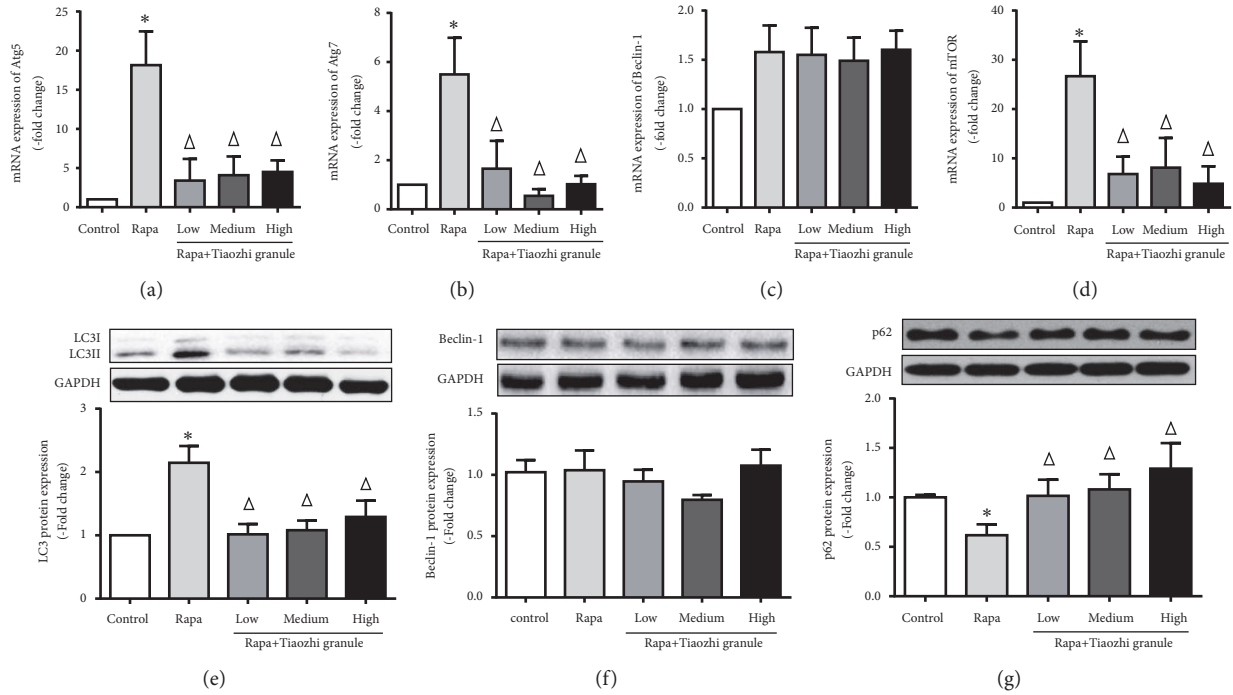 mRNA expression of Atg5
(-fold change)
25
20
15
10
5
0
*
Δ
Δ
Δ
Control
Rapa
Low
Medium
High
Rapa+Tiaozhi granule
(a)
mRNA expression of Atg7
(-fold change)
8
6
4
2
0
*
Δ
Δ
Δ
Control
Rapa
Low
Medium
High
Rapa+Tiaozhi granule
(b)
mRNA expression of Beclin-1
(-fold change)
2.0
1.5
1.0
0.5
0.0
Control
Rapa
Low
Medium
High
Rapa+Tiaozhi granule
(c)
mRNA expression of mTOR
(-fold change)
40
30
20
10
0
*
Δ
Δ
Δ
Control
Rapa
Low
Medium
High
Rapa+Tiaozhi granule
(d)
LC3I
LC3II
GAPDH
LC3 protein expression
(-Fold change)
3
2
1
0
*
Δ
Δ
Δ
Control
Rapa
Low
Medium
High
Rapa+Tiaozhi granule
(e)
Beclin-1
GAPDH
Beclin-1 protein expression
(-Fold change)
1.5
1.0
0.5
0.0
control
Rapa
Low
Medium
High
Rapa+Tiaozhi granule
(f)
p62
GAPDH
p62 protein expression
(-Fold change)
2.0
1.5
1.0
0.5
0.0
*
Δ
Δ
Δ
Control
Rapa
Low
Medium
High
Rapa+Tiaozhi granule
(g)